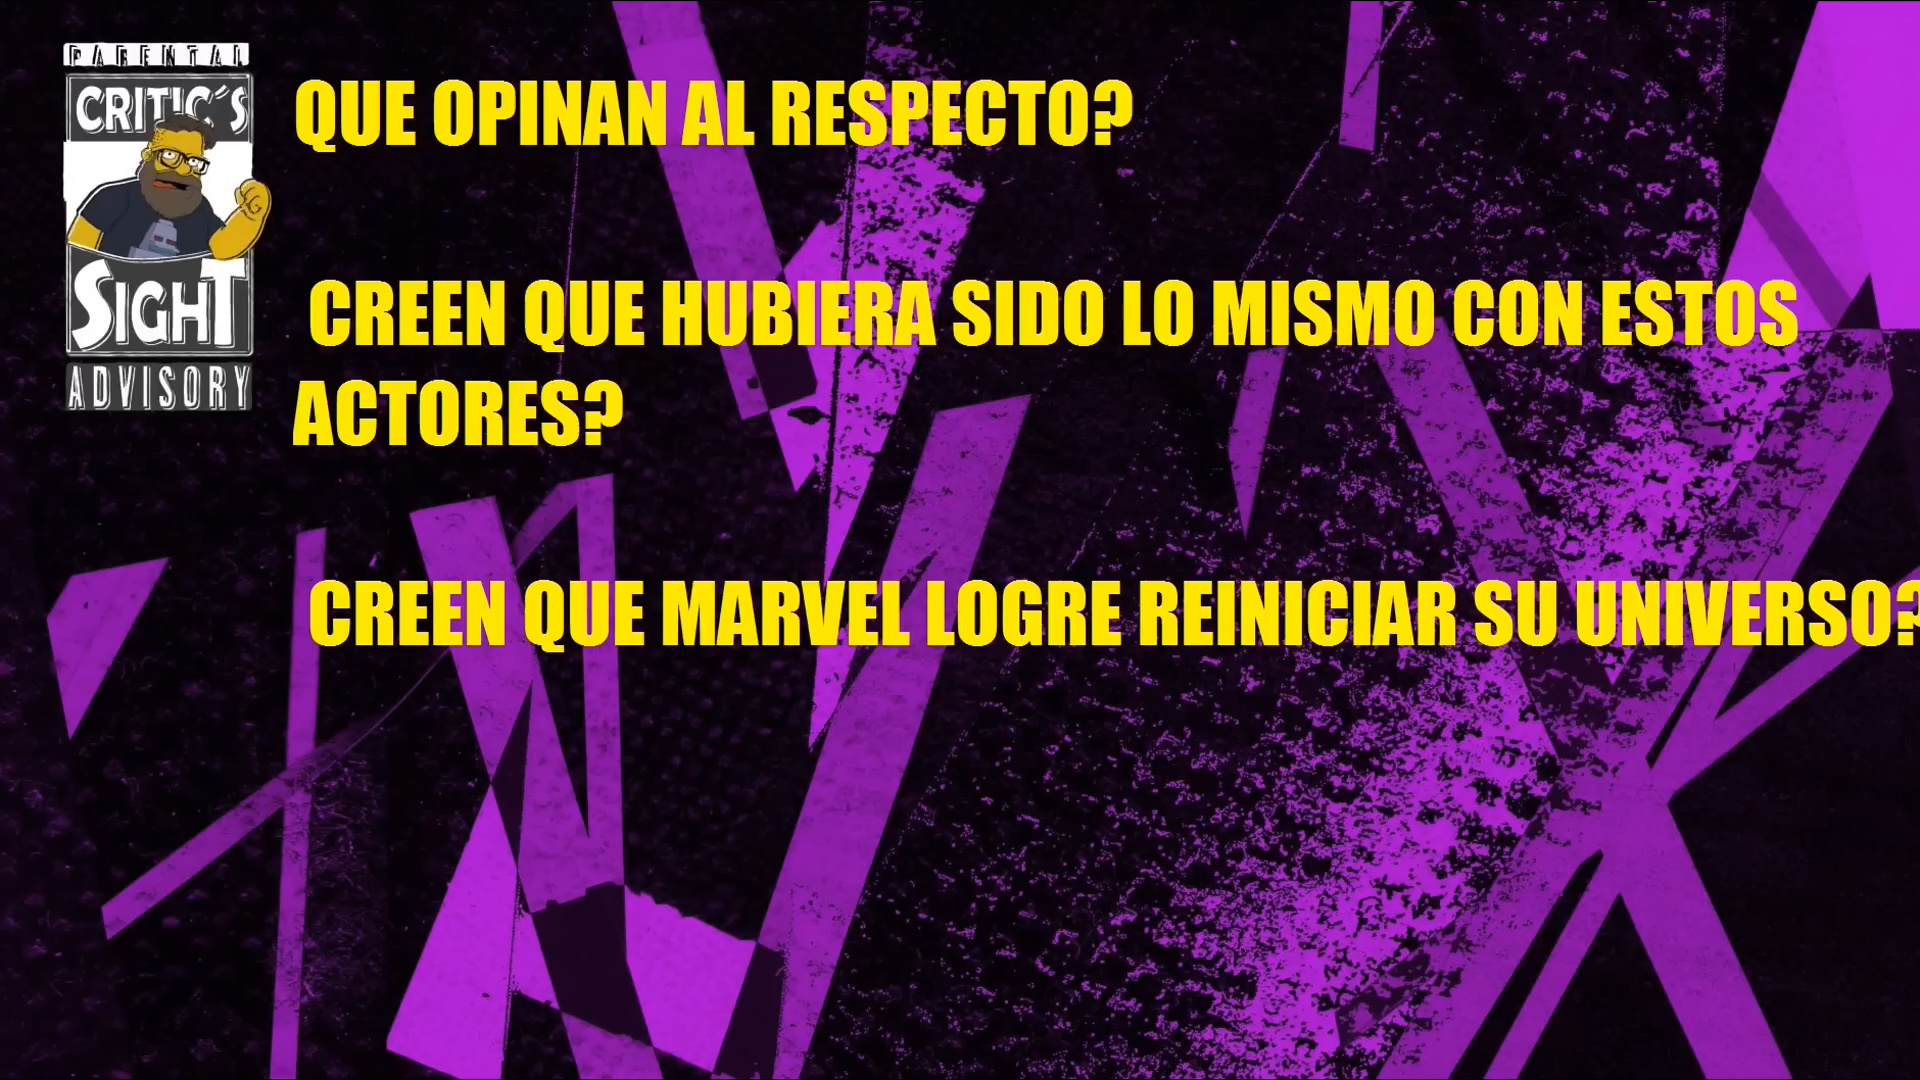 PARENTAL
CRITIC´S
SIGHT
ADVISORY
QUE OPINAN AL RESPECTO?
CREEN QUE HUBIERA SIDO LO MISMO CON ESTOS
ACTORES?
CREEN QUE MARVEL LOGRE REINICIAR SU UNIVERSO?